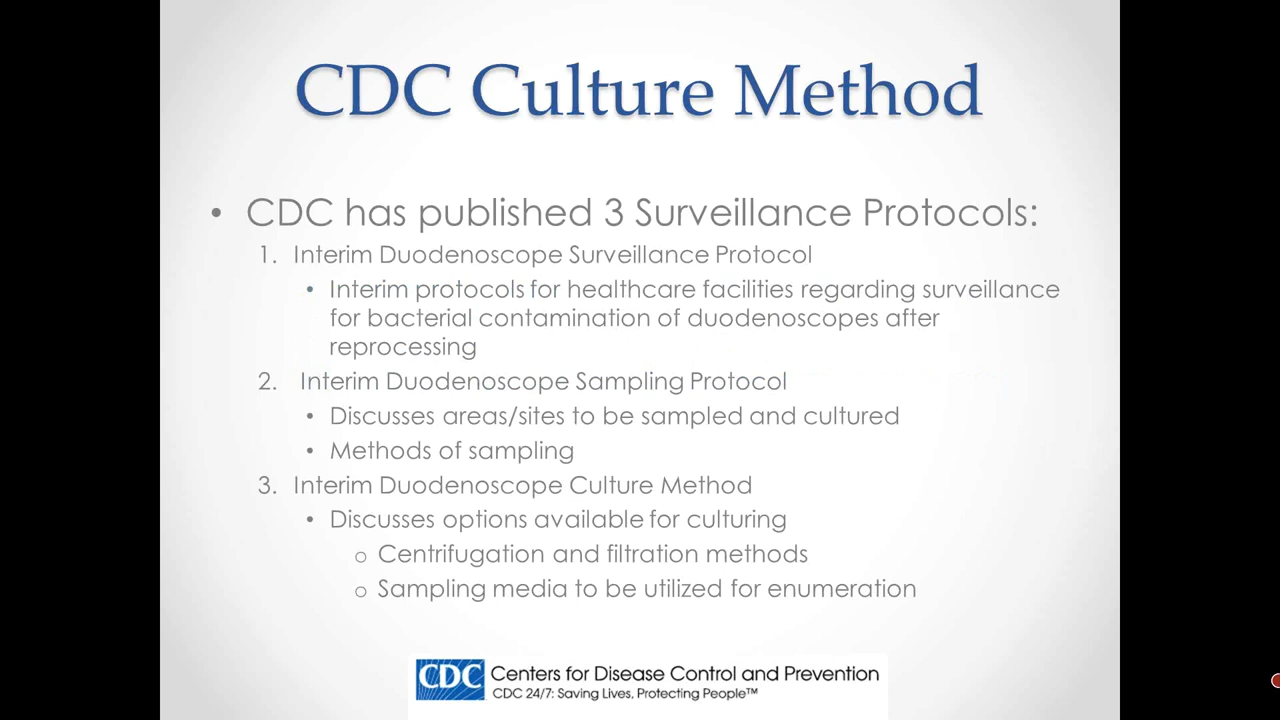 CDC Culture Method
• CDC has published 3 Surveillance Protocols:
1. Interim Duodenoscope Surveillance Protocol
• Interim protocols for healthcare facilities regarding surveillance
for bacterial contamination of duodenoscopes after
reprocessing
2. Interim Duodenoscope Sampling Protocol
• Discusses areas/sites to be sampled and cultured
• Methods of sampling
3. Interim Duodenoscope Culture Method
• Discusses options available for culturing
o Centrifugation and filtration methods
o Sampling media to be utilized for enumeration
CDC Centers for Disease Control and Prevention
CDC 24/7: Saving Lives, Protecting People™